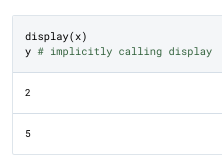 display(x)
y # implicitly calling display
2
5